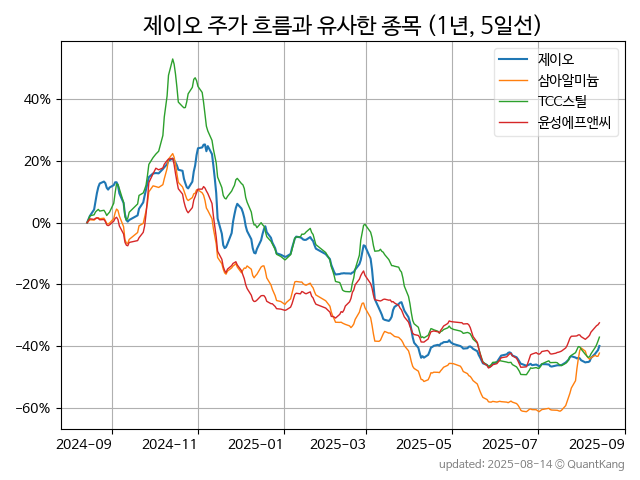 제이오 주가 흐름과 유사한 종목 (1년, 5일선)
제이오
삼아알미늄
TCC스틸
윤성에프앤씨
40%
20%
0%
−20%
−40%
−60%
2024-09 2024-11 2025-01 2025-03 2025-05 2025-07 2025-09
updated: 2025-08-14 © QuantKang